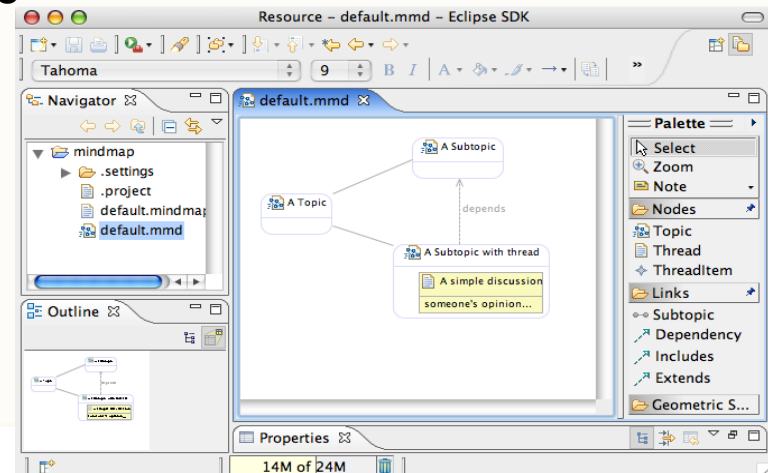 Resource – default.mmd – Eclipse SDK
Tahoma 9 B I A »
Navigator
mindmap
.settings
.project
default.mindmap
default.mmd
Outline
default.mmd
A Subtopic
A Topic
depends
A Subtopic with thread
A simple discussion
someone's opinion...
Palette
Select
Zoom
Note
Nodes
Topic
Thread
ThreadItem
Links
Subtopic
Dependency
Includes
Extends
Geometric S...
Properties
14M of 24M